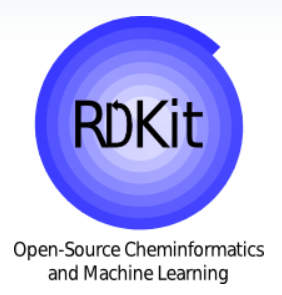 RDKit
Open-Source Cheminformatics
and Machine Learning